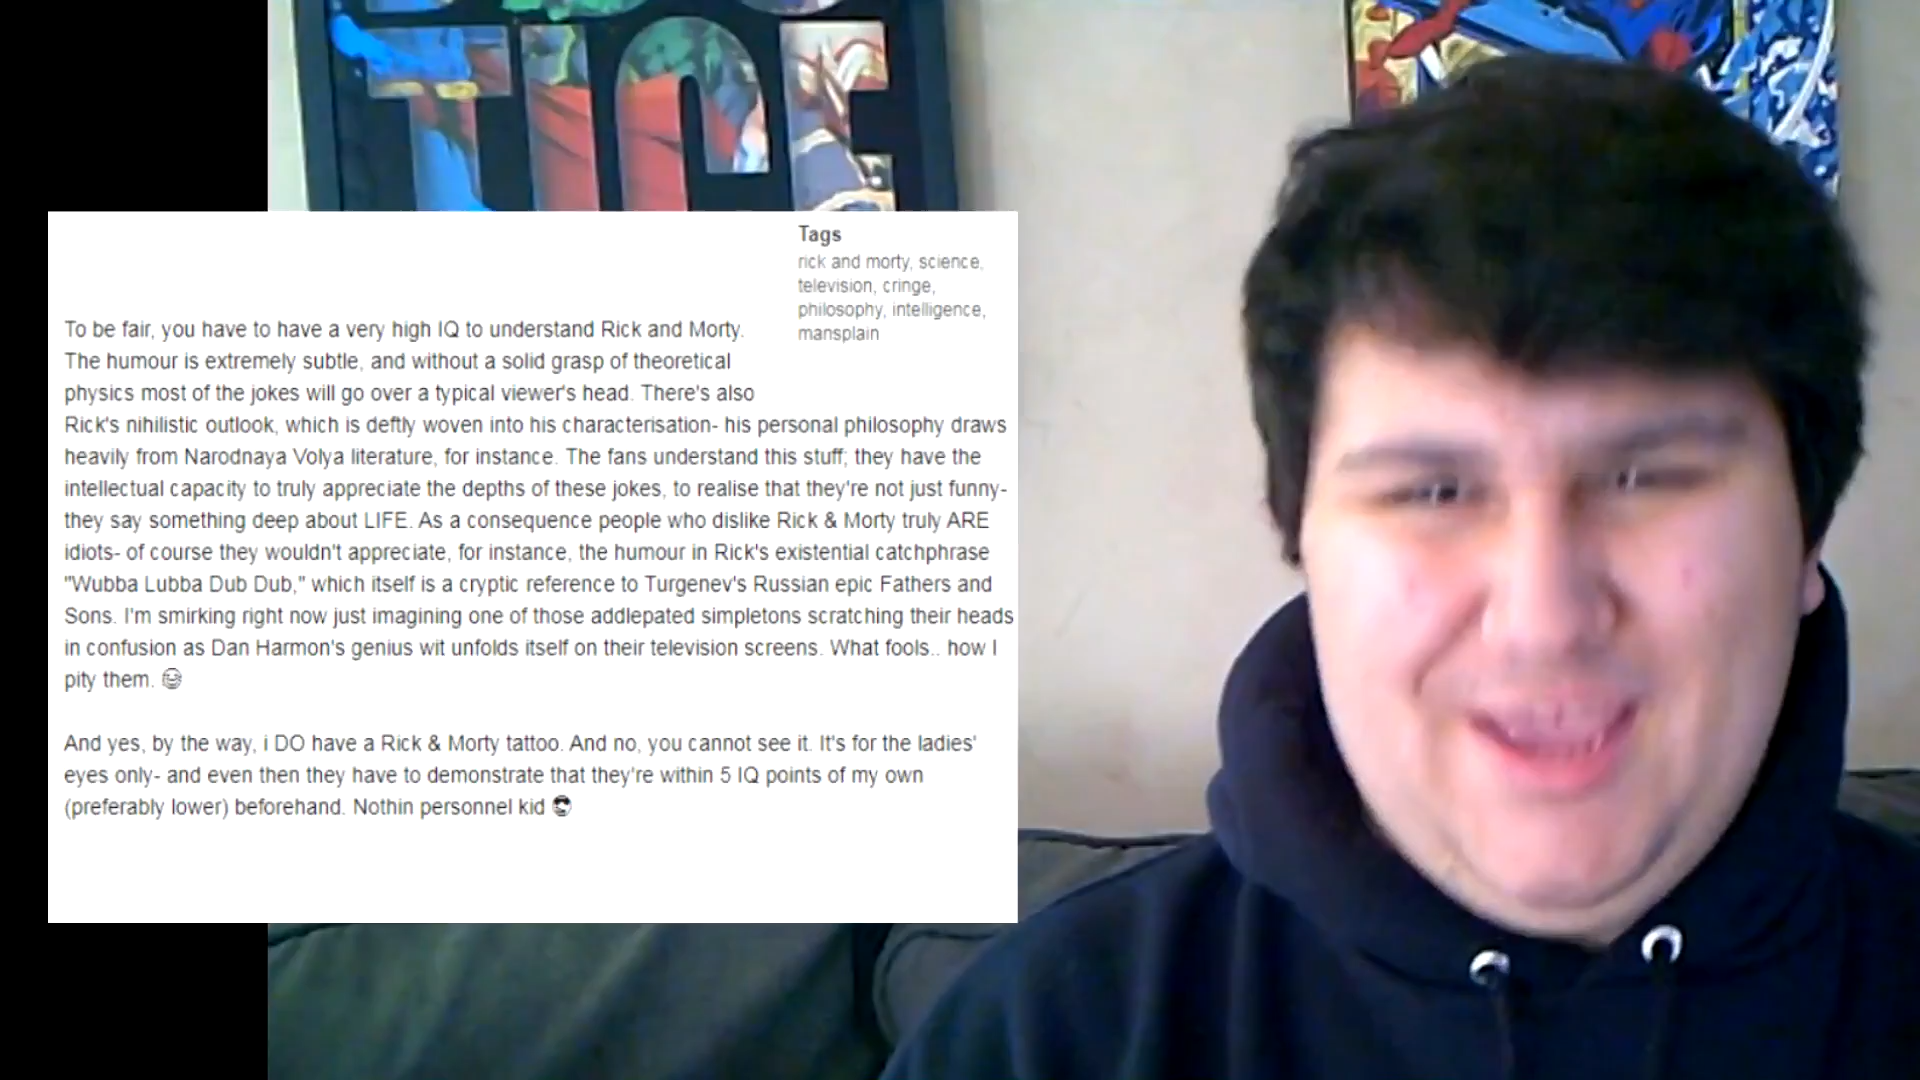 TICE
Tags
rick and morty, science,
television, cringe,
philosophy, intelligence,
mansplain
To be fair, you have to have a very high IQ to understand Rick and Morty.
The humour is extremely subtle, and without a solid grasp of theoretical
physics most of the jokes will go over a typical viewer's head. There's also
Rick's nihilistic outlook, which is deftly woven into his characterisation- his personal philosophy draws
heavily from Narodnaya Volya literature, for instance. The fans understand this stuff; they have the
intellectual capacity to truly appreciate the depths of these jokes, to realise that they're not just funny-
they say something deep about LIFE. As a consequence people who dislike Rick & Morty truly ARE
idiots- of course they wouldn't appreciate, for instance, the humour in Rick's existential catchphrase
"Wubba Lubba Dub Dub," which itself is a cryptic reference to Turgenev's Russian epic Fathers and
Sons. I'm smirking right now just imagining one of those addlepated simpletons scratching their heads
in confusion as Dan Harmon's genius wit unfolds itself on their television screens. What fools.. how I
pity them. 😂
And yes, by the way, i DO have a Rick & Morty tattoo. And no, you cannot see it. It's for the ladies'
eyes only- and even then they have to demonstrate that they're within 5 IQ points of my own
(preferably lower) beforehand. Nothin personnel kid 😎